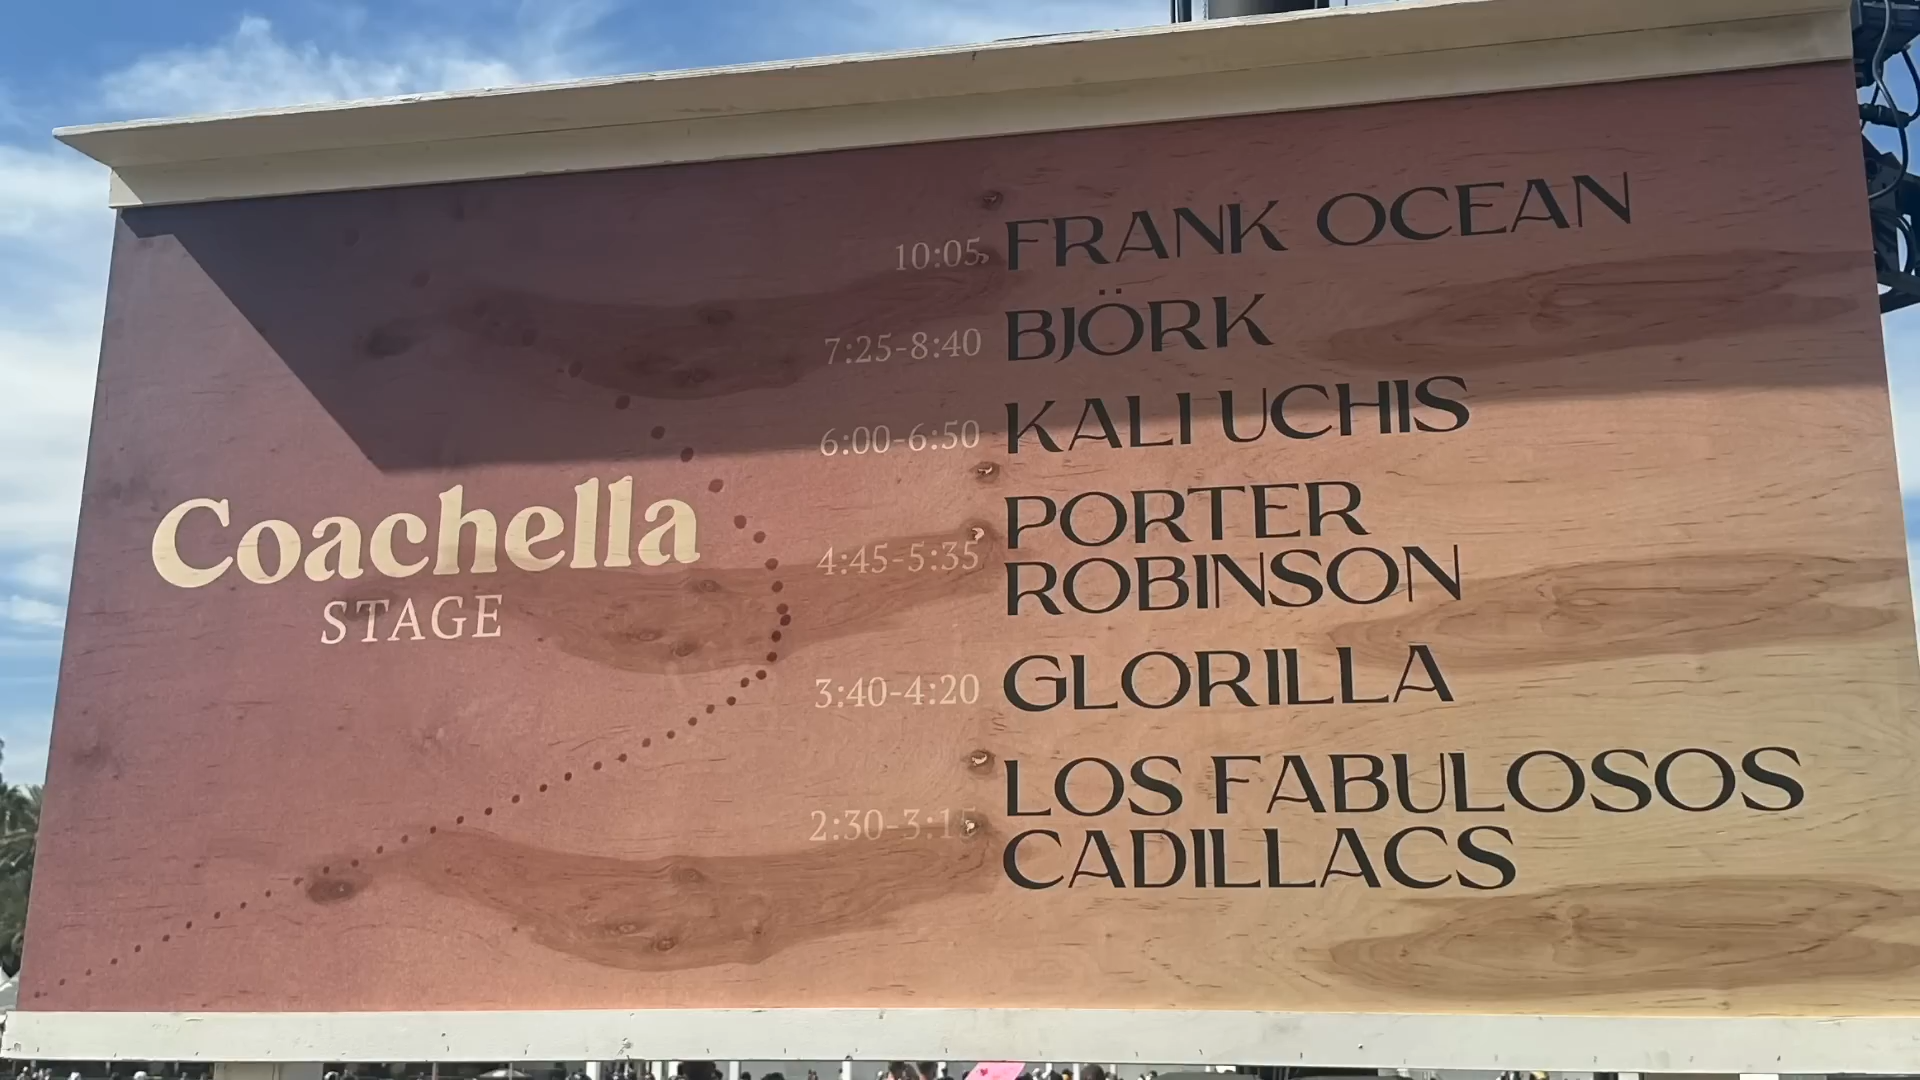 Coachella
STAGE
10:05 FRANK OCEAN
7:25-8:40 BJÖRK
6:00-6:50 KALI UCHIS
4:45-5:35 PORTER
ROBINSON
3:40-4:20 GLORILLA
2:30-3:15 LOS FABULOSOS
CADILLACS